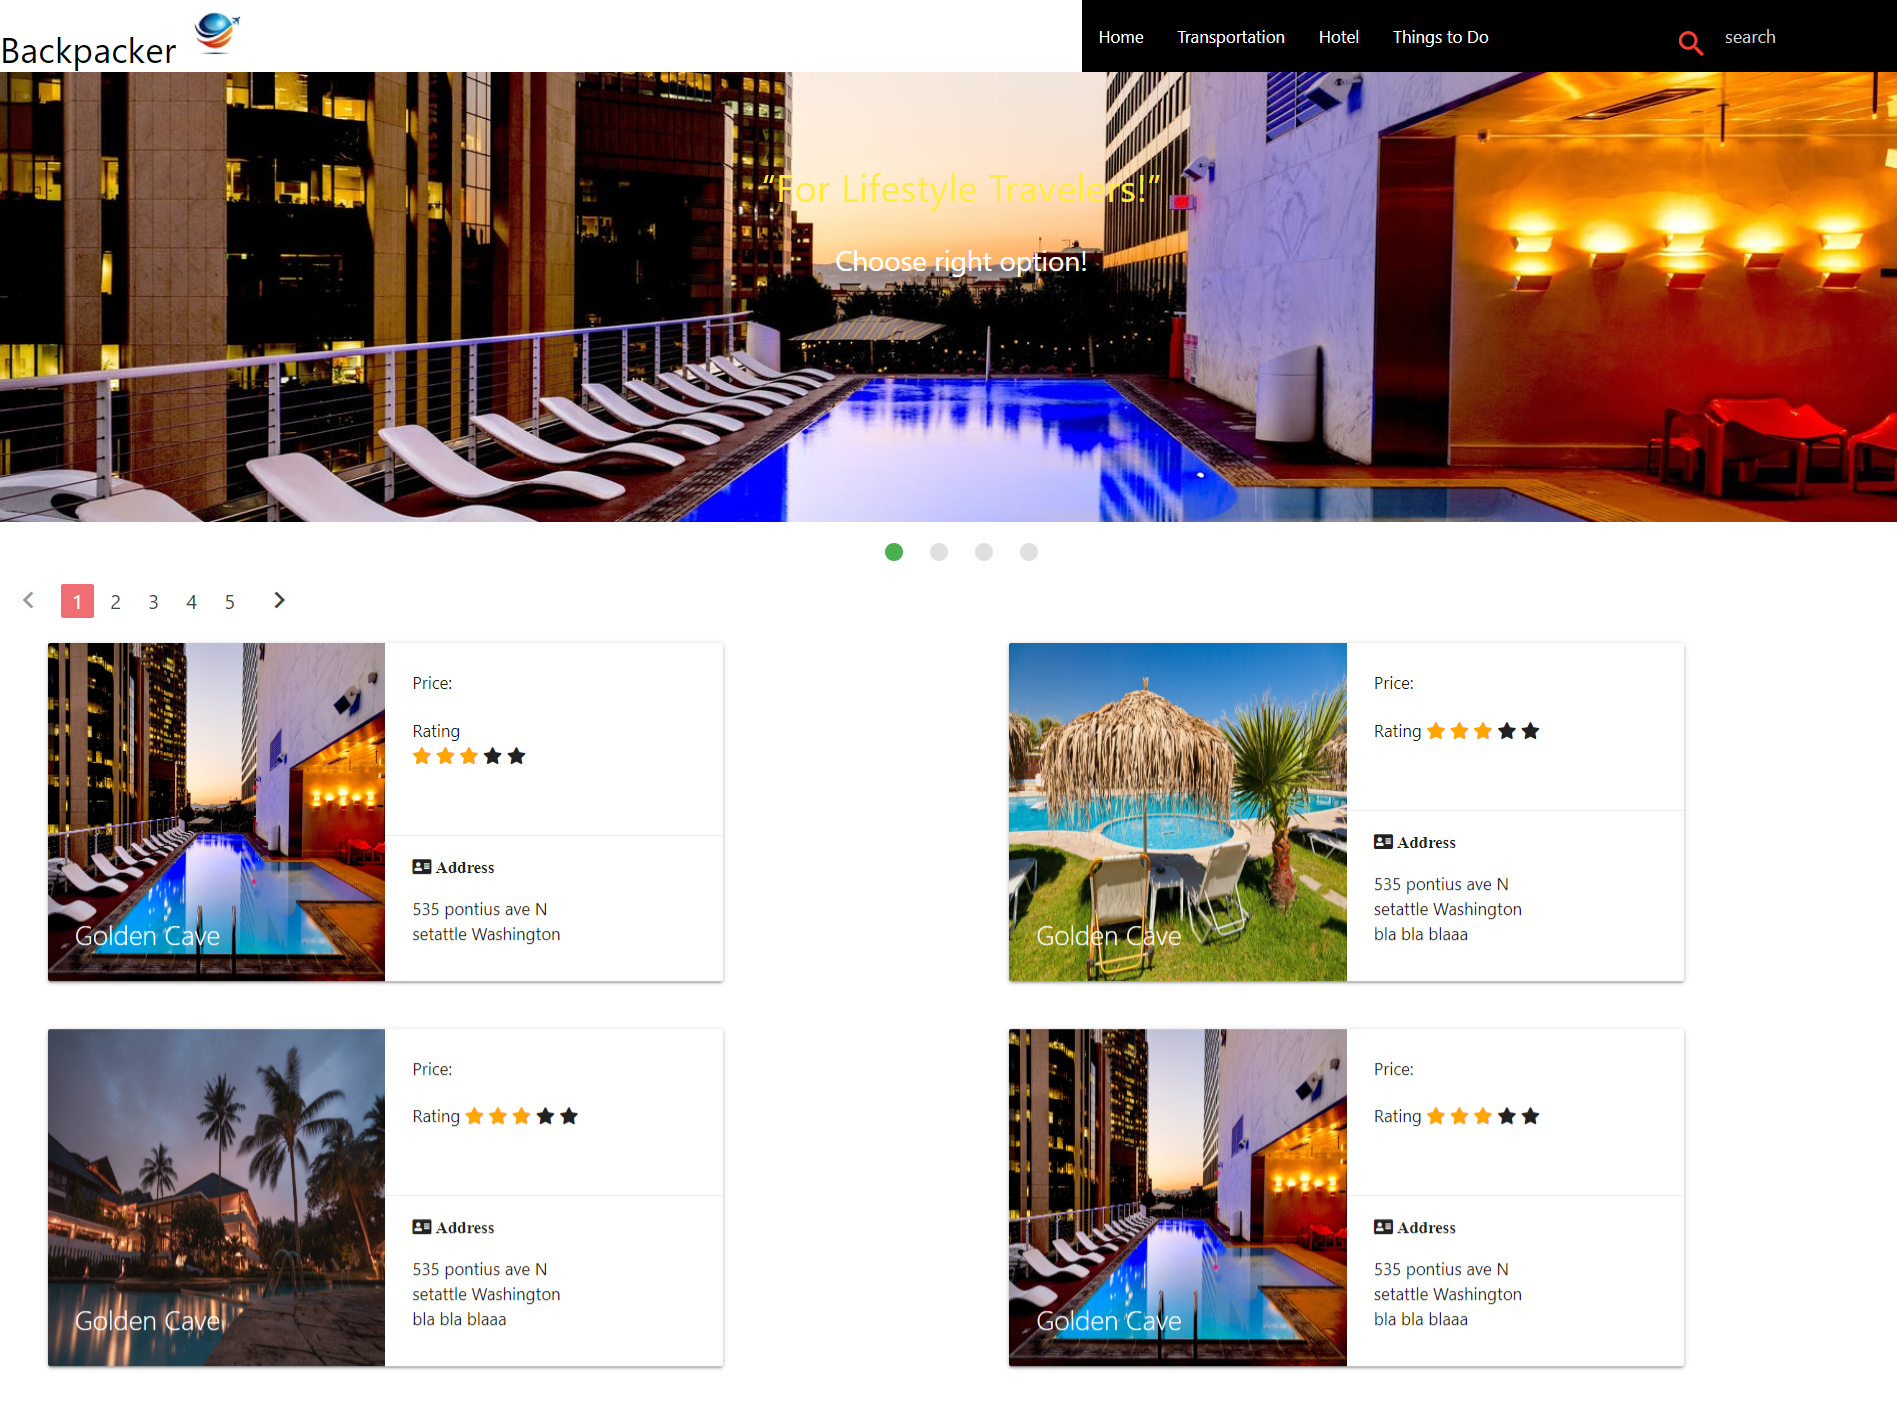 Backpacker
Home Transportation Hotel Things to Do search
“For Lifestyle Travelers!”
Choose right option!
1 2 3 4 5
Golden Cave
Price:
Rating
Address
535 pontius ave N
setattle Washington
Golden Cave
Price:
Rating
Address
535 pontius ave N
setattle Washington
bla bla blaaa
Golden Cave
Price:
Rating
Address
535 pontius ave N
setattle Washington
bla bla blaaa
Golden Cave
Price:
Rating
Address
535 pontius ave N
setattle Washington
bla bla blaaa